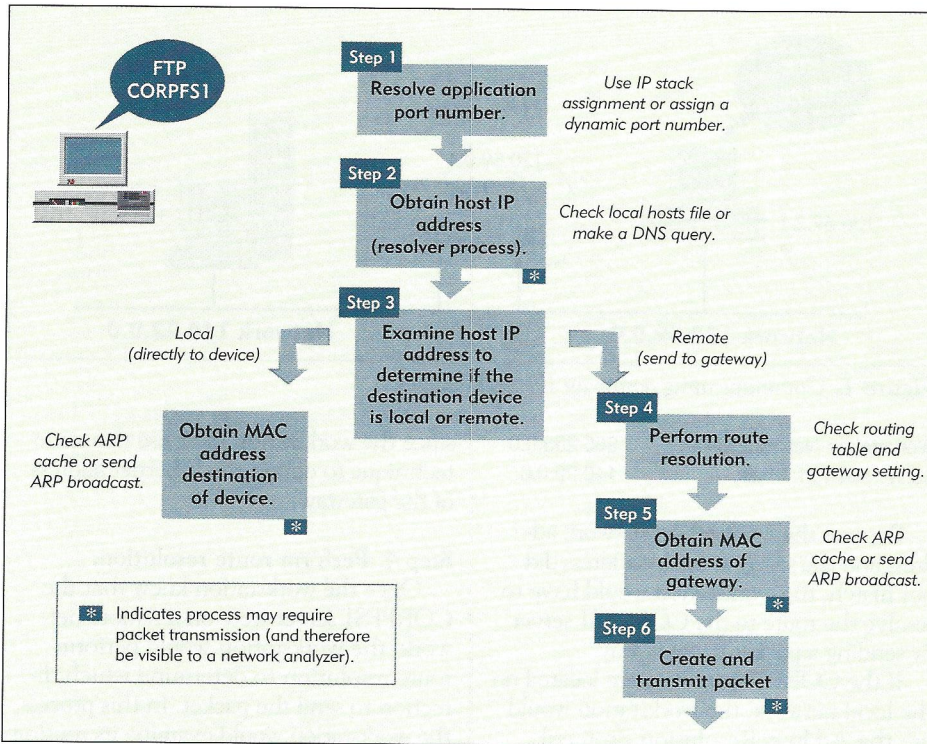 FTP
CORPFS1
Step 1
Resolve application
port number.
Use IP stack
assignment or assign a
dynamic port number.
Step 2
Obtain host IP
address
(resolver process).
*
Check local hosts file or
make a DNS query.
Step 3
Examine host IP
address to
determine if the
destination device
is local or remote.
Local
(directly to device)
Remote
(send to gateway)
Check ARP
cache or send
ARP broadcast.
Obtain MAC
address
destination
of device.
*
Step 4
Perform route
resolution.
Check routing
table and
gateway setting.
Step 5
Obtain MAC
address of
gateway.
*
Check ARP
cache or send
ARP broadcast.
Step 6
Create and
transmit packet
*
* Indicates process may require
packet transmission (and therefore
be visible to a network analyzer).